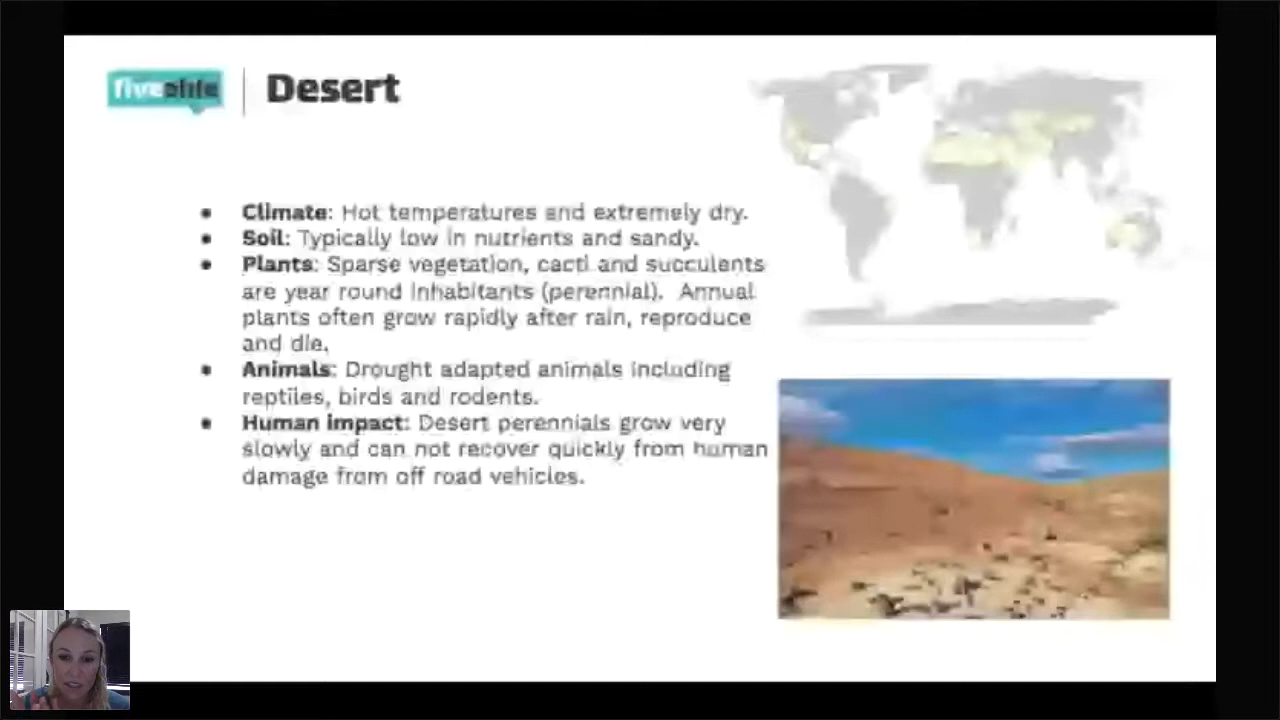 fiveable
Desert
● Climate: Hot temperatures and extremely dry.
● Soil: Typically low in nutrients and sandy.
● Plants: Sparse vegetation, cacti and succulents
are year round inhabitants (perennial). Annual
plants often grow rapidly after rain, reproduce
and die.
● Animals: Drought adapted animals including
reptiles, birds and rodents.
● Human impact: Desert perennials grow very
slowly and can not recover quickly from human
damage from off road vehicles.